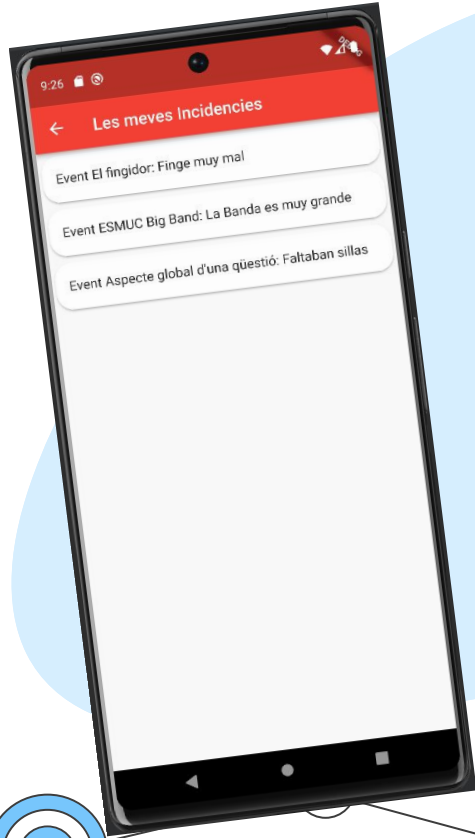 9:26
DEBUG
Les meves Incidencies
Event El fingidor: Finge muy mal
Event ESMUC Big Band: La Banda es muy grande
Event Aspecte global d'una qüestió: Faltaban sillas